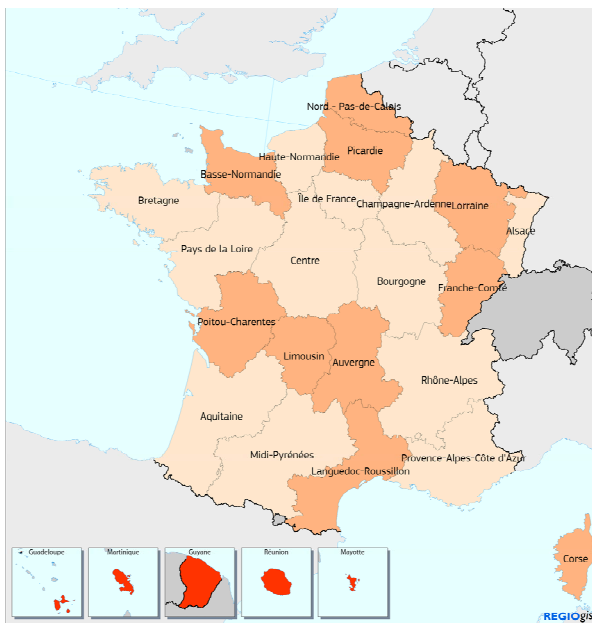 Nord - Pas-de-Calais
Picardie
Haute-Normandie
Basse-Normandie
Île de France
Champagne-Ardenne
Lorraine
Alsace
Bretagne
Pays de la Loire
Centre
Bourgogne
Franche-Comté
Poitou-Charentes
Limousin
Auvergne
Rhône-Alpes
Aquitaine
Midi-Pyrénées
Languedoc-Roussillon
Provence-Alpes-Côte d'Azur
Guadeloupe
Martinique
Guyane
Réunion
Mayotte
Corse
REGIOgis